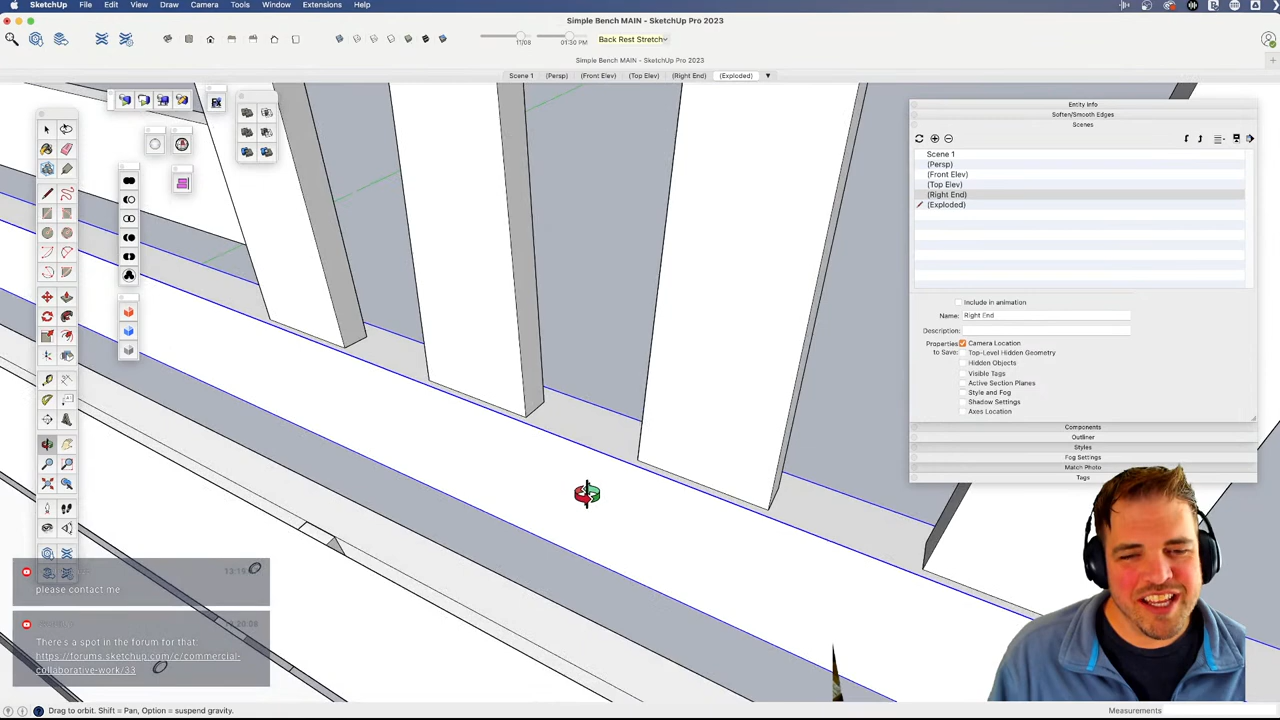 SketchUp File Edit View Draw Camera Tools Window Extensions Help
Simple Bench MAIN - SketchUp Pro 2023
11/08 01:30 PM Back Rest Stretch
Simple Bench MAIN - SketchUp Pro 2023
Scene 1 (Persp) (Front Elev) (Top Elev) (Right End) (Exploded)
Entity Info
Soften/Smooth Edges
Scenes
Scene 1
(Persp)
(Front Elev)
(Top Elev)
(Right End)
(Exploded)
Include in animation
Name: Right End
Description:
Properties Camera Location
to Save: Top-Level Hidden Geometry
Hidden Objects
Visible Tags
Active Section Planes
Style and Fog
Shadow Settings
Axes Location
Components
Outliner
Styles
Fog Settings
Match Photo
Tags
please contact me
There's a spot in the forum for that:
https://forums.sketchup.com/c/commercial-
collaborative-work/33
Drag to orbit. Shift = Pan, Option = suspend gravity. Measurements